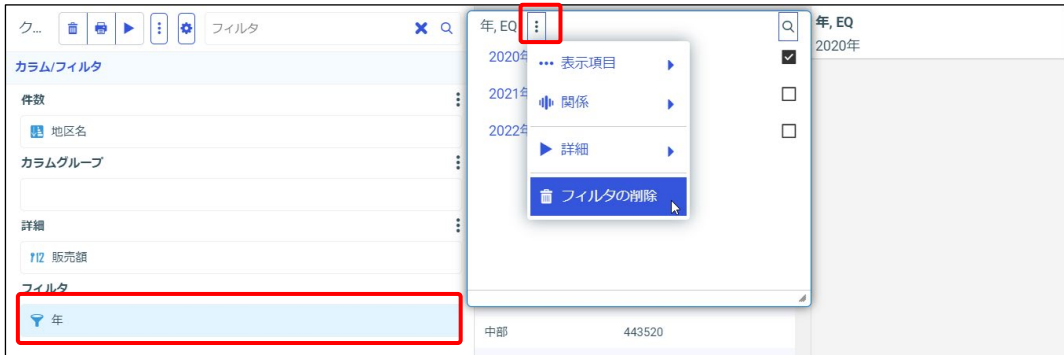 ク...
フィルタ
カラム/フィルタ
件数
地区名
カラムグループ
詳細
販売額
フィルタ
年
年, EQ
2020年
2021年
2022年
表示項目
関係
詳細
フィルタの削除
中部 443520
年, EQ
2020年